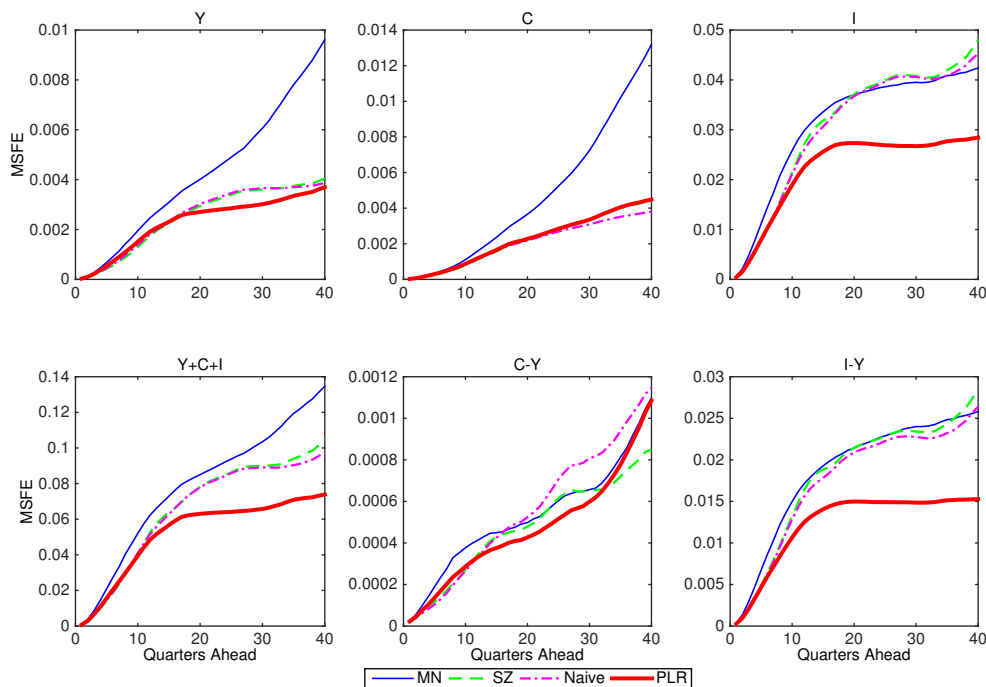 Y
C
I
MSFE
0.01
0.008
0.006
0.004
0.002
0
0 10 20 30 40
0.014
0.012
0.01
0.008
0.006
0.004
0.002
0
0 10 20 30 40
0.05
0.04
0.03
0.02
0.01
0
0 10 20 30 40
Y+C+I
C-Y
I-Y
MSFE
0.14
0.12
0.1
0.08
0.06
0.04
0.02
0
0 10 20 30 40
Quarters Ahead
0.0012
0.001
0.0008
0.0006
0.0004
0.0002
0
0 10 20 30 40
Quarters Ahead
0.03
0.025
0.02
0.015
0.01
0.005
0
0 10 20 30 40
Quarters Ahead
MN SZ Naive PLR